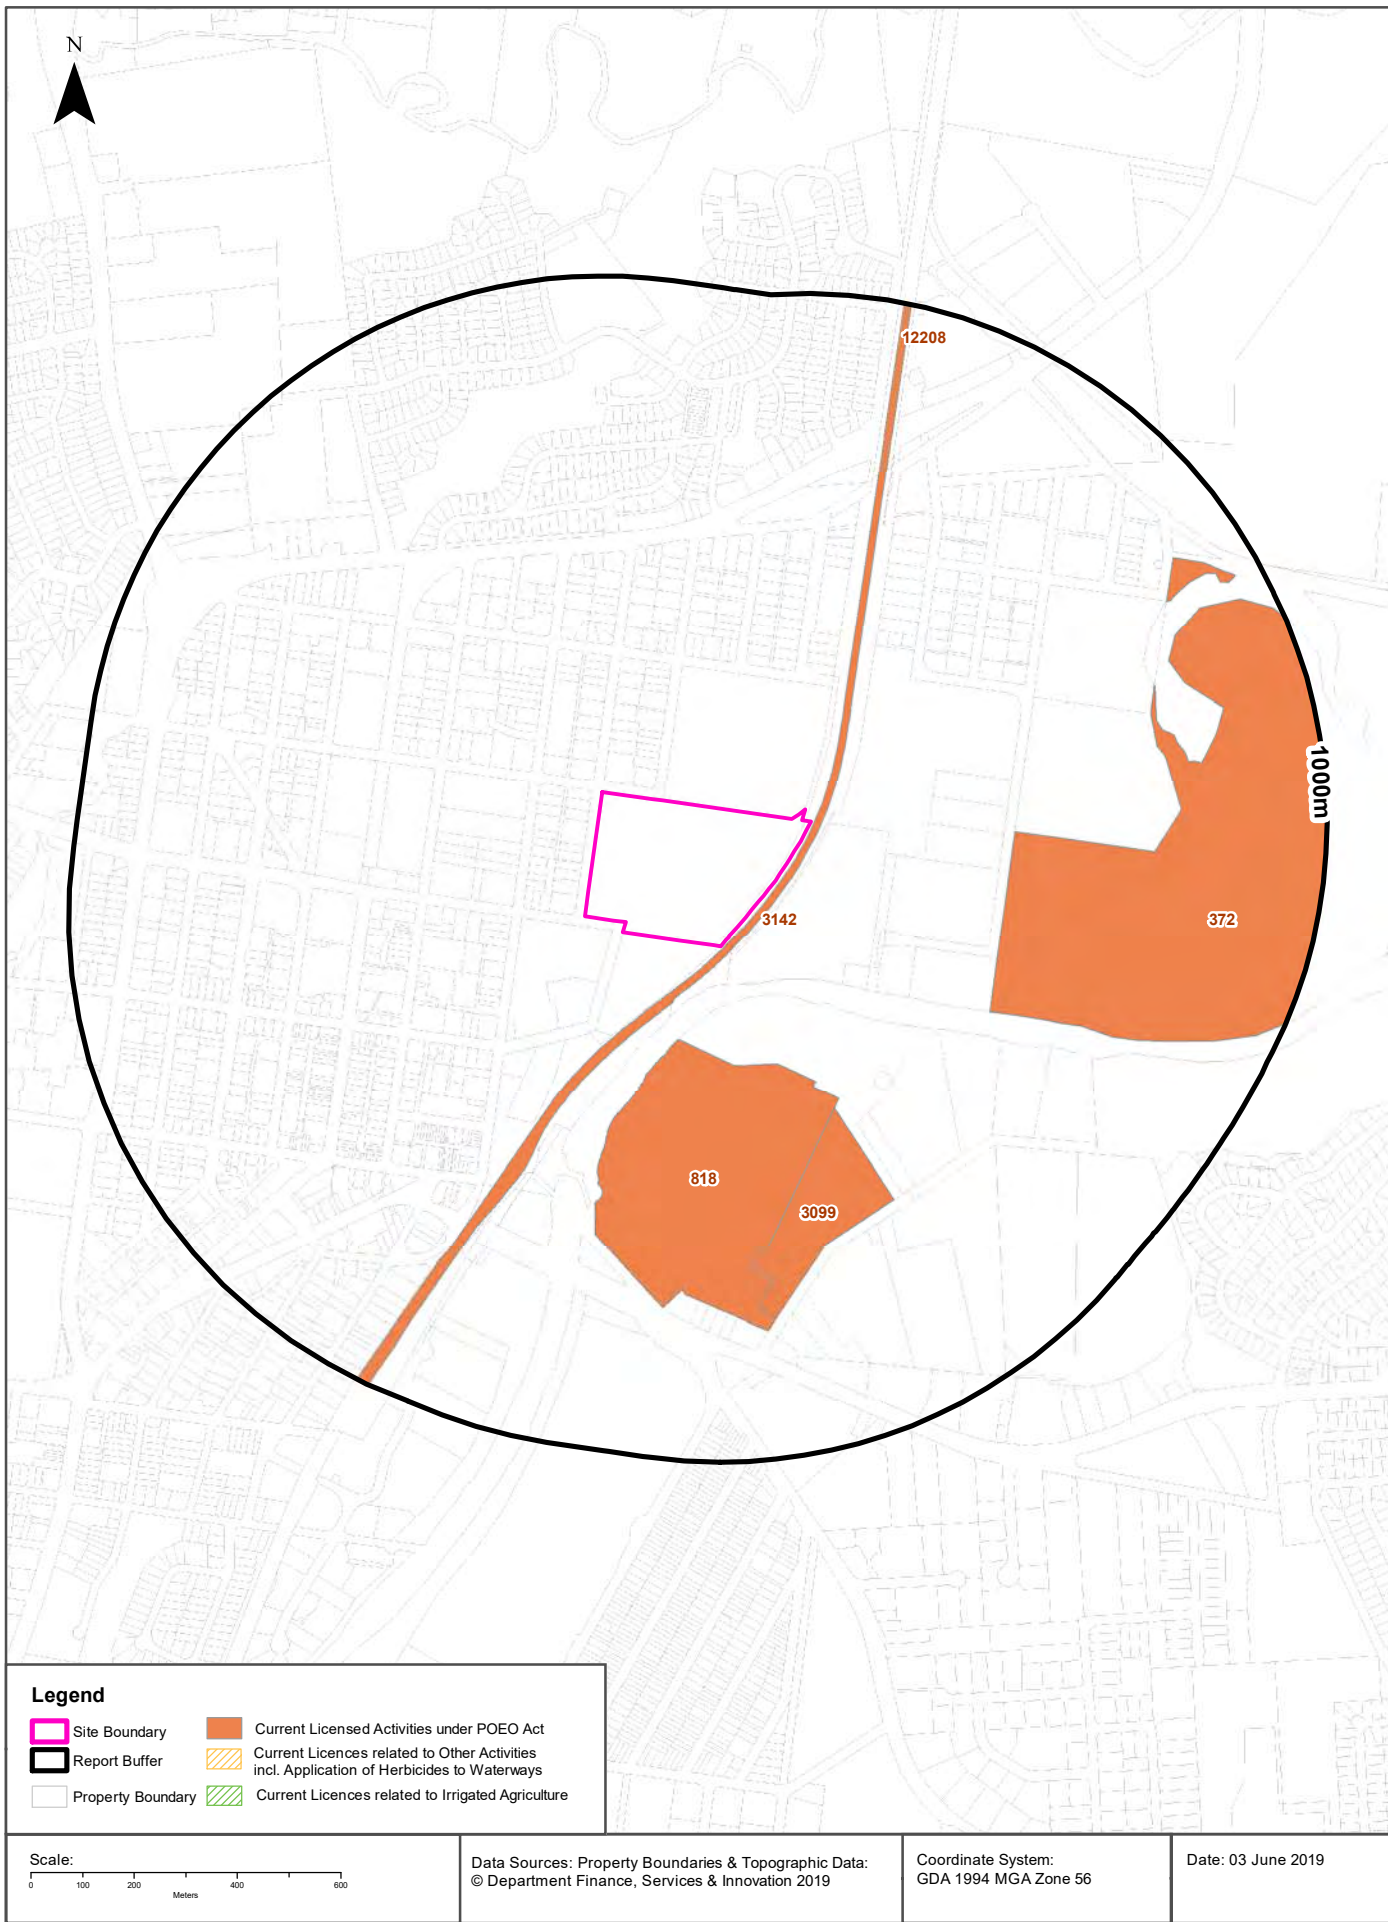 N
12208
1000m
3142
372
818
3099
Legend
Site Boundary
Report Buffer
Property Boundary
Current Licensed Activities under POEO Act
Current Licences related to Other Activities
incl. Application of Herbicides to Waterways
Current Licences related to Irrigated Agriculture
Scale:
0 100 200 400 600
Meters
Data Sources: Property Boundaries & Topographic Data:
© Department Finance, Services & Innovation 2019
Coordinate System:
GDA 1994 MGA Zone 56
Date: 03 June 2019